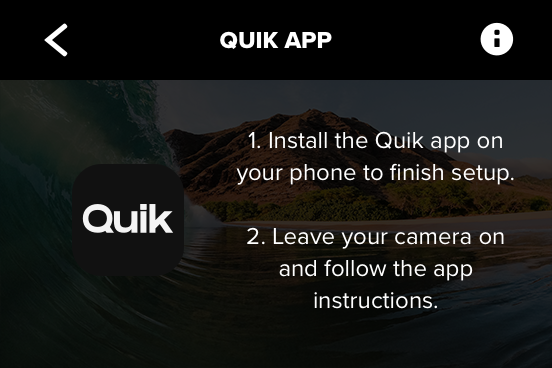 QUIK APP
1. Install the Quik app on
your phone to finish setup.
Quik
2. Leave your camera on
and follow the app
instructions.